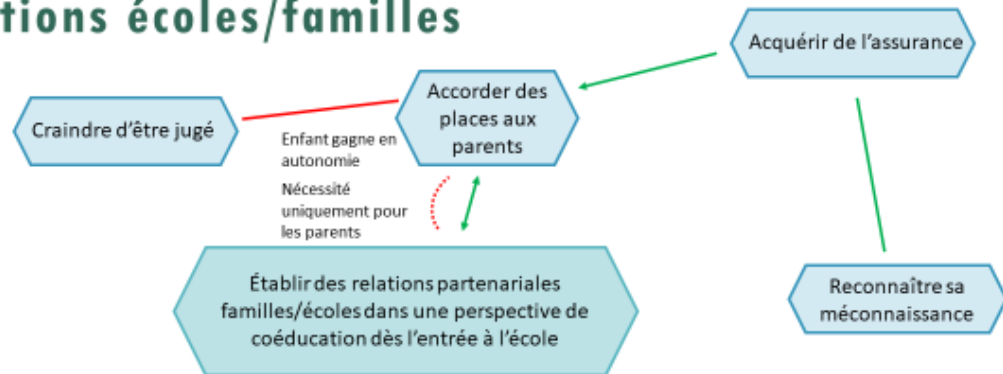 tions écoles/familles
Acquérir de l'assurance
Accorder des
places aux
parents
Craindre d'être jugé
Enfant gagne en
autonomie
Nécessité
uniquement pour
les parents
Établir des relations partenariales
familles/écoles dans une perspective de
coéducation dès l'entrée à l'école
Reconnaître sa
méconnaissance